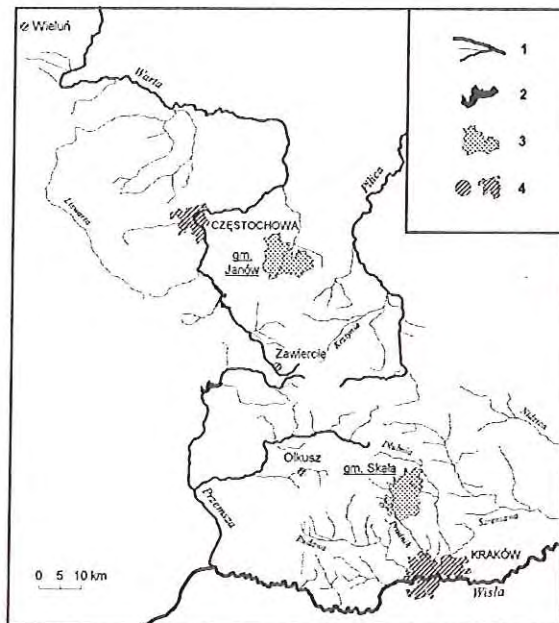 Wieluń
1
Warta
2
3
Pilica
4
Liswarta
CZĘSTOCHOWA
gm.
Janów
Krztynia
Zawiercie
Nidzica
Dłubnia
Olkusz
gm. Skała
Przemsza
Prądnik
Szreniawa
Rudawa
KRAKÓW
0 5 10 km
Wisła